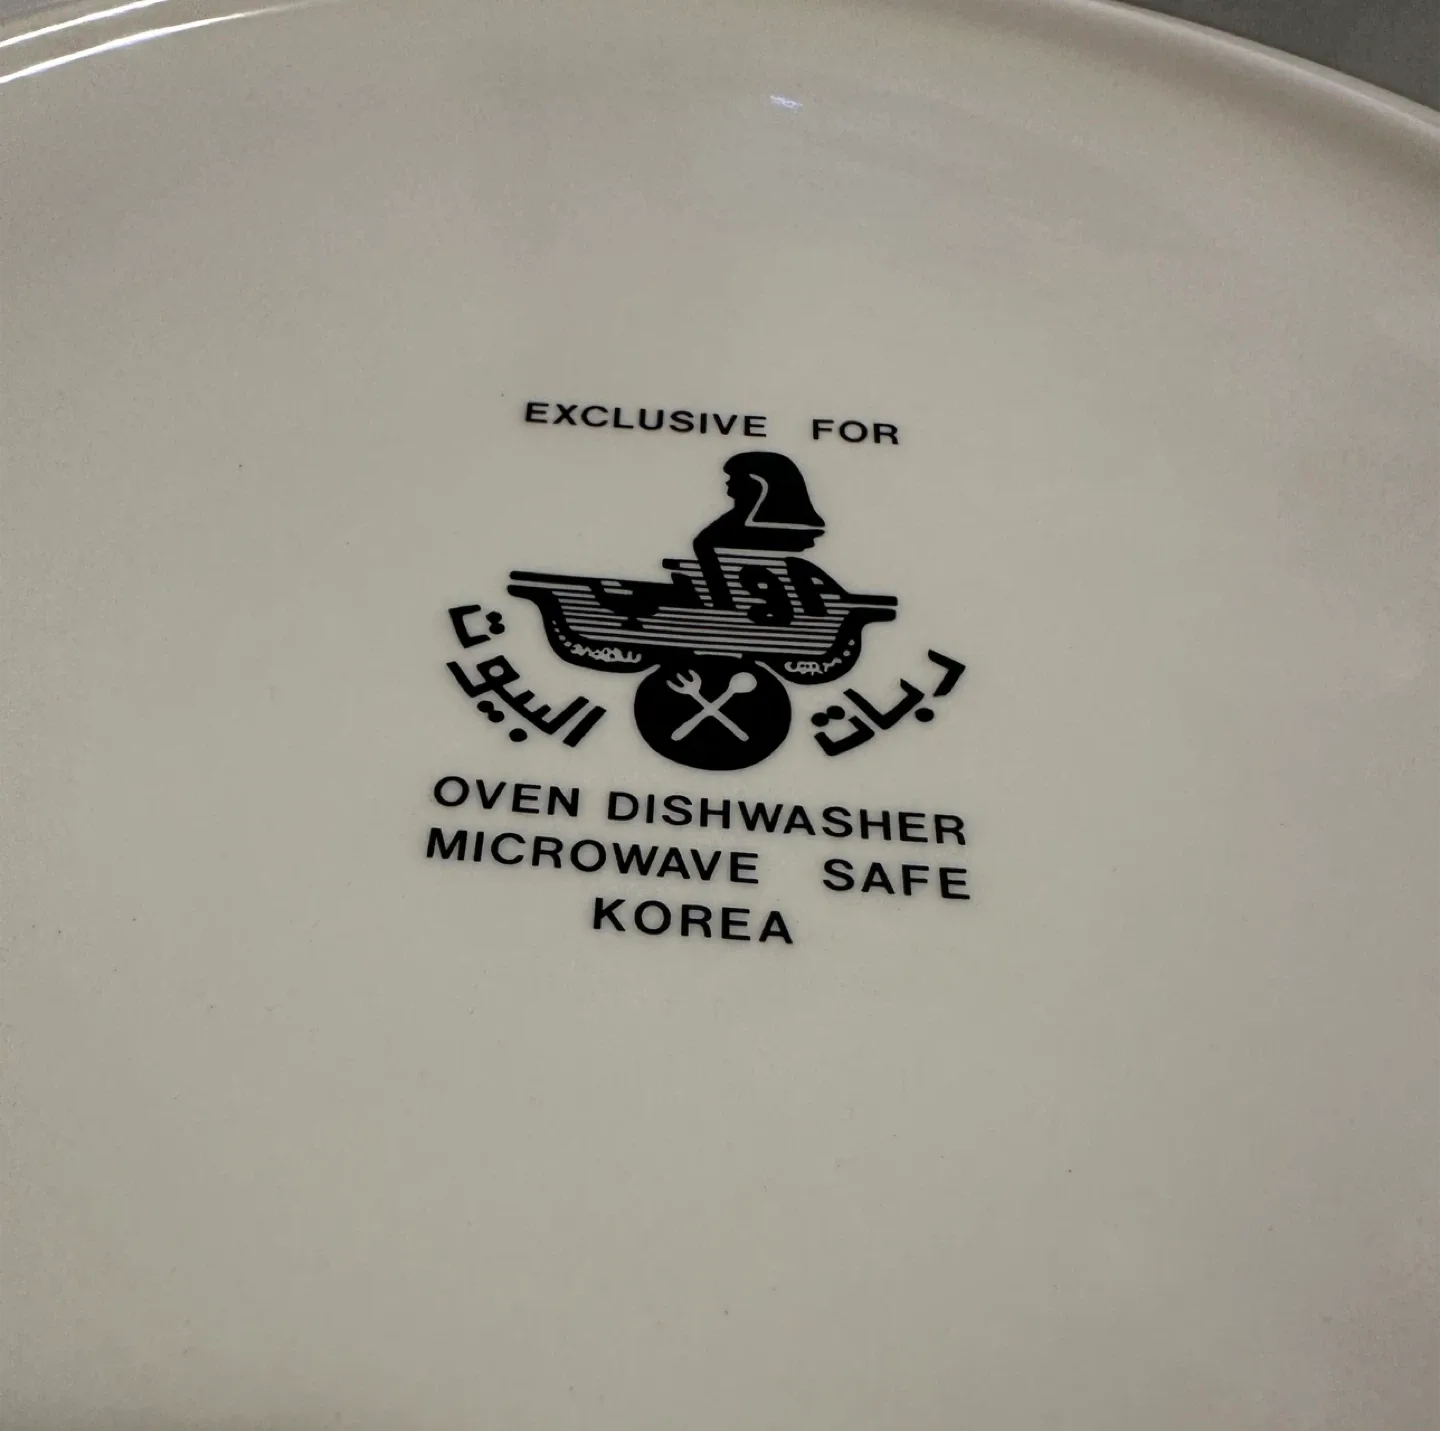 EXCLUSIVE FOR
ربات البيوت
OVEN DISHWASHER
MICROWAVE SAFE
KOREA